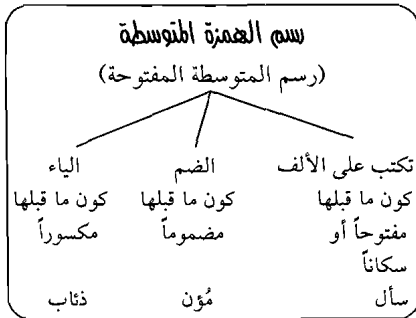 رسم الهمزة المتوسطة
(رسم المتوسطة المفتوحة)
تكتب على الألف الضم الياء
كون ما قبلها كون ما قبلها كون ما قبلها
مفتوحاً أو مضموماً مكسوراً
سكاناً
سأل مُؤن ذئاب